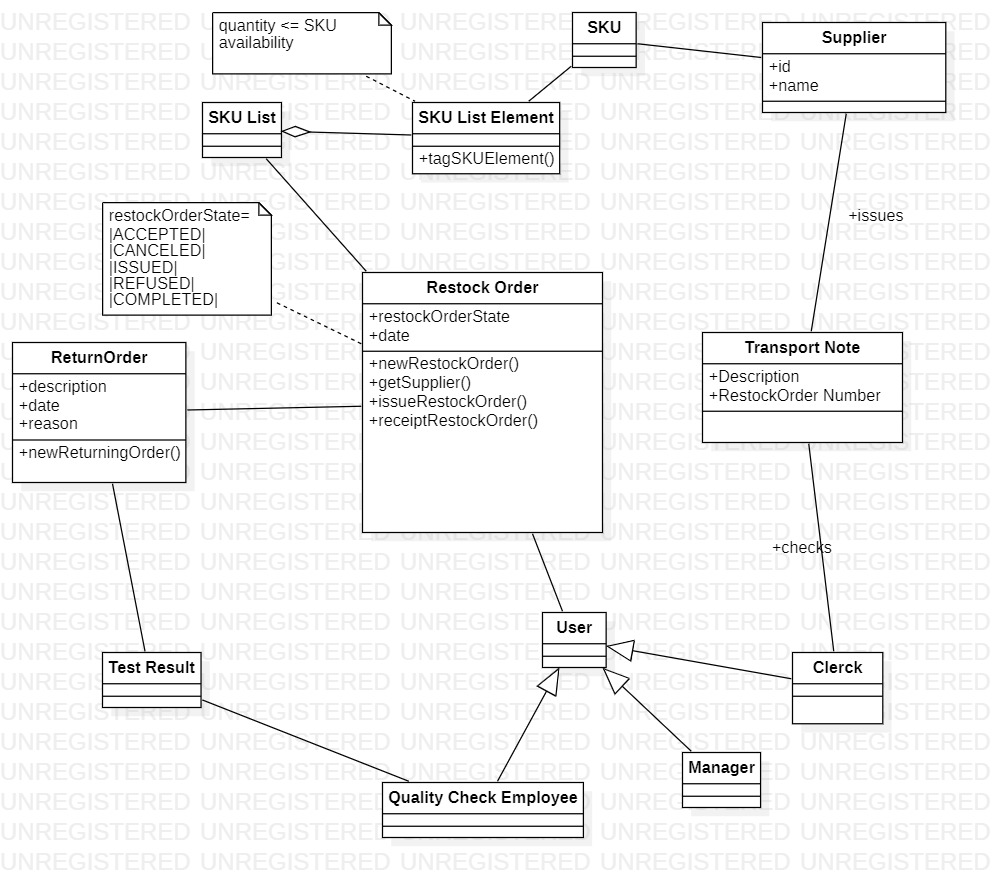 quantity <= SKU
availability
SKU
Supplier
+id
+name
SKU List
SKU List Element
+tagSKUElement()
restockOrderState=
|ACCEPTED|
|CANCELED|
|ISSUED|
|REFUSED|
|COMPLETED|
+issues
Restock Order
+restockOrderState
+date
+newRestockOrder()
+getSupplier()
+issueRestockOrder()
+receiptRestockOrder()
Transport Note
+Description
+RestockOrder Number
ReturnOrder
+description
+date
+reason
+newReturningOrder()
+checks
User
Test Result
Clerck
Manager
Quality Check Employee
UNREGISTERED